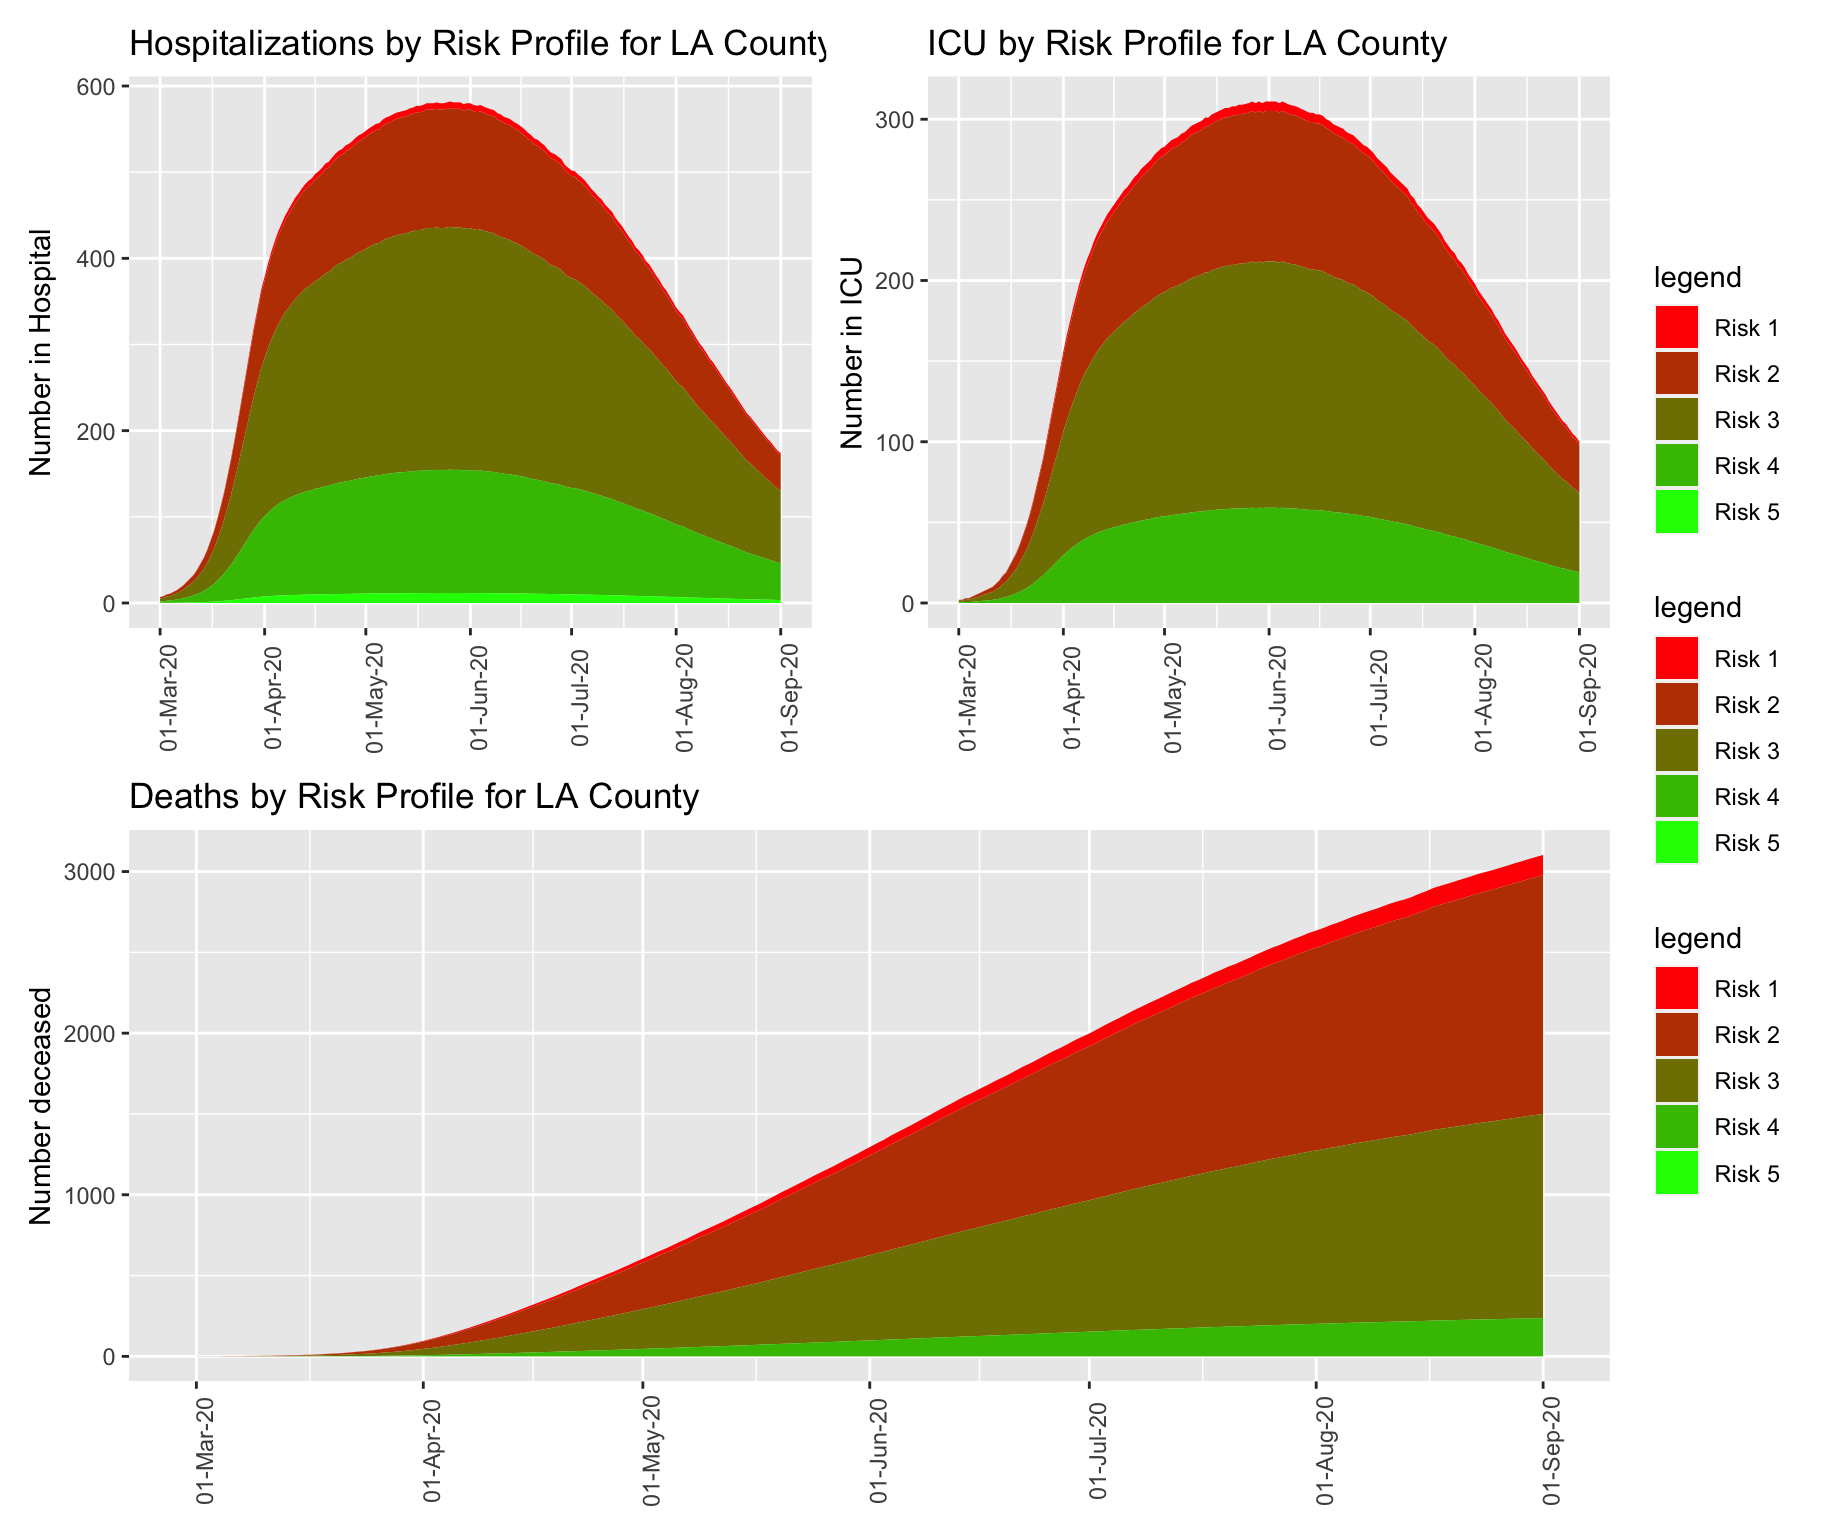 Hospitalizations by Risk Profile for LA County
Number in Hospital
600
400
200
0
01-Mar-20
01-Apr-20
01-May-20
01-Jun-20
01-Jul-20
01-Aug-20
01-Sep-20
ICU by Risk Profile for LA County
Number in ICU
300
200
100
0
01-Mar-20
01-Apr-20
01-May-20
01-Jun-20
01-Jul-20
01-Aug-20
01-Sep-20
Deaths by Risk Profile for LA County
Number deceased
3000
2000
1000
0
01-Mar-20
01-Apr-20
01-May-20
01-Jun-20
01-Jul-20
01-Aug-20
01-Sep-20
legend
Risk 1
Risk 2
Risk 3
Risk 4
Risk 5
legend
Risk 1
Risk 2
Risk 3
Risk 4
Risk 5
legend
Risk 1
Risk 2
Risk 3
Risk 4
Risk 5